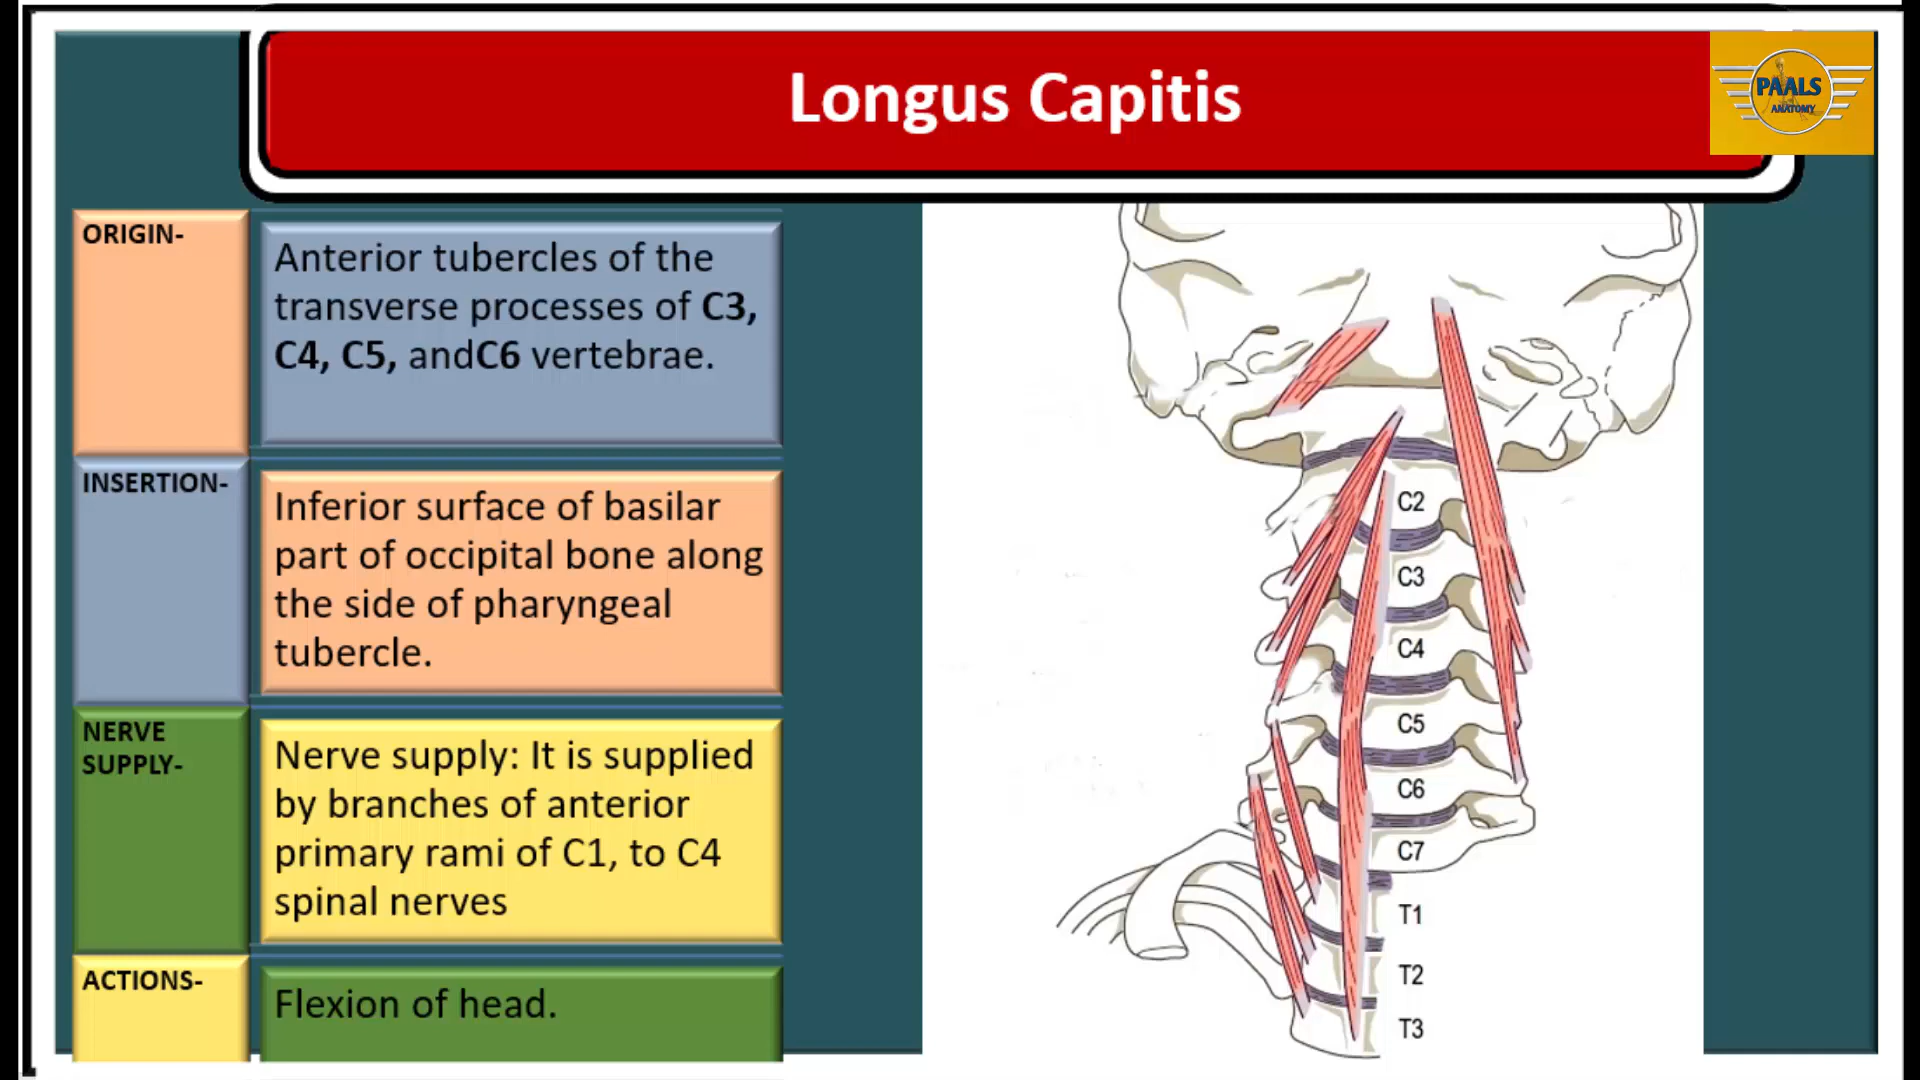 Longus Capitis
PAALS
ANATOMY
ORIGIN-
Anterior tubercles of the
transverse processes of C3,
C4, C5, andC6 vertebrae.
INSERTION-
Inferior surface of basilar
part of occipital bone along
the side of pharyngeal
tubercle.
NERVE
SUPPLY-
Nerve supply: It is supplied
by branches of anterior
primary rami of C1, to C4
spinal nerves
ACTIONS-
Flexion of head.
C2
C3
C4
C5
C6
C7
T1
T2
T3